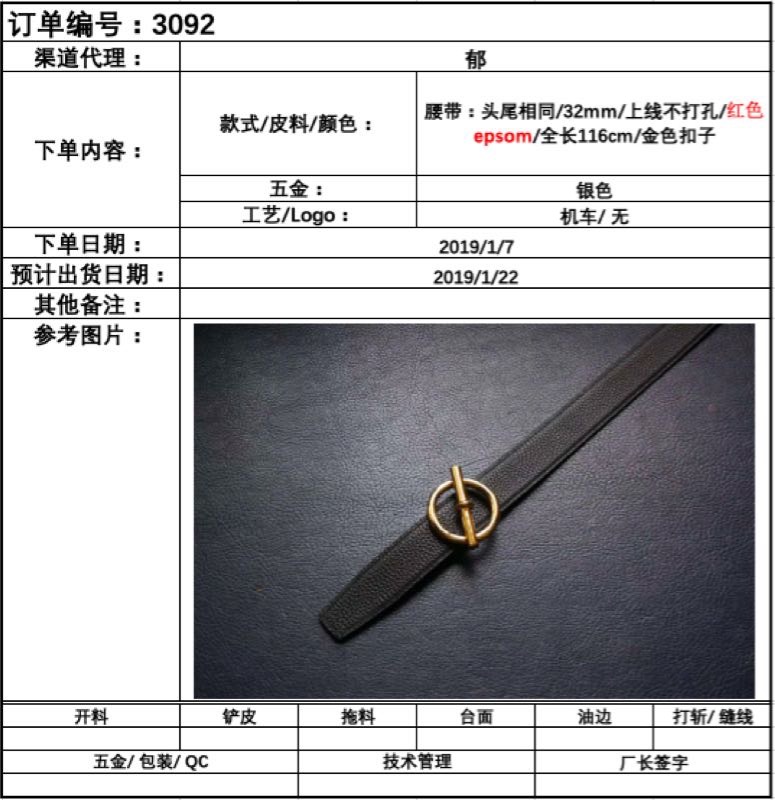 订单编号：3092
渠道代理：
郁
下单内容：
款式/皮料/颜色：
腰带：头尾相同/32mm/上线不打孔/红色
epsom/全长116cm/金色扣子
五金：
银色
工艺/Logo：
机车/ 无
下单日期：
2019/1/7
预计出货日期：
2019/1/22
其他备注：
参考图片：
开料
铲皮
拖料
台面
油边
打斩/ 缝线
五金/ 包装/ QC
技术管理
厂长签字